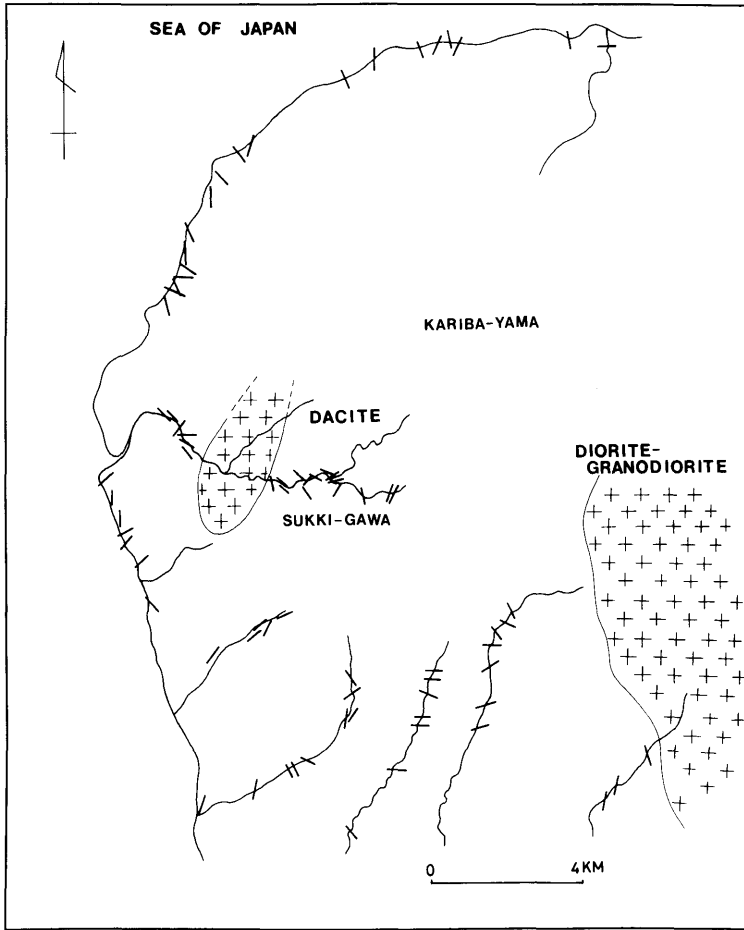 SEA OF JAPAN
KARIBA-YAMA
DACITE
DIORITE-
GRANODIORITE
SUKKI-GAWA
0 4KM